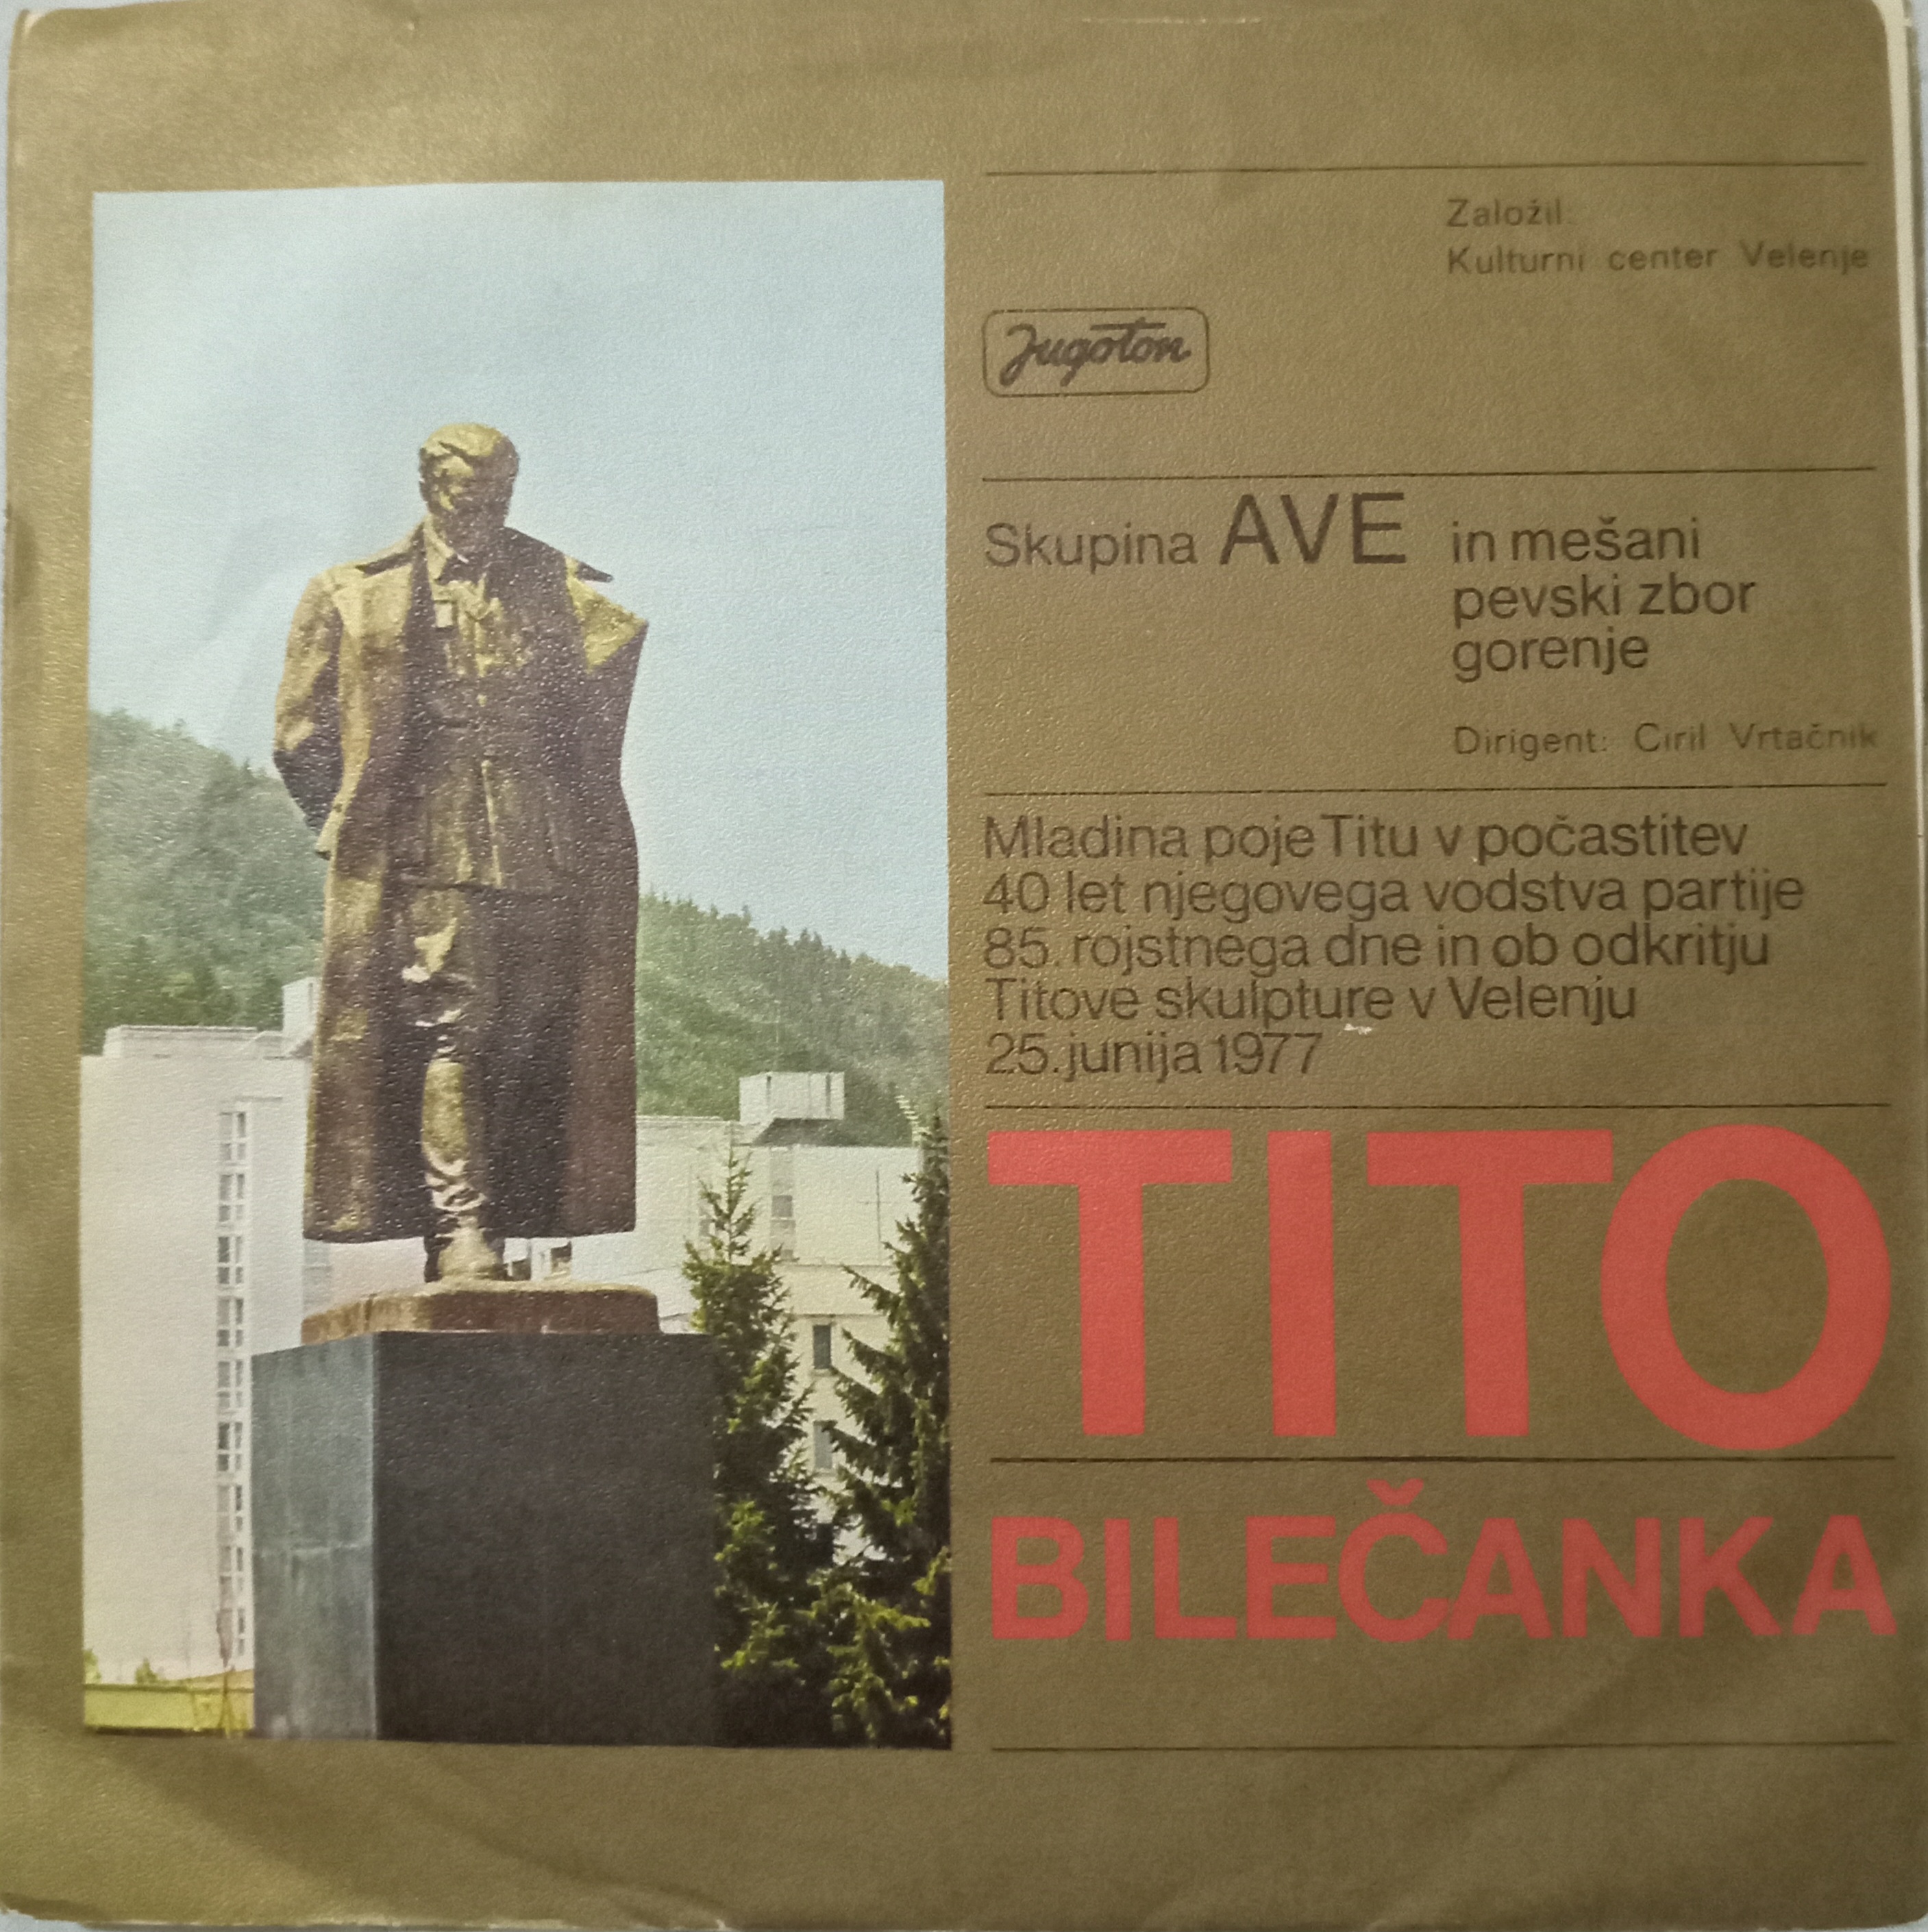 Založil:
Kulturni center Velenje
Jugoton
Skupina AVE in mešani
pevski zbor
gorenje
Dirigent: Ciril Vrtačnik
Mladina poje Titu v počastitev
40 let njegovega vodstva partije
85. rojstnega dne in ob odkritju
Titove skulpture v Velenju
25. junija 1977
TITO
BILEČANKA